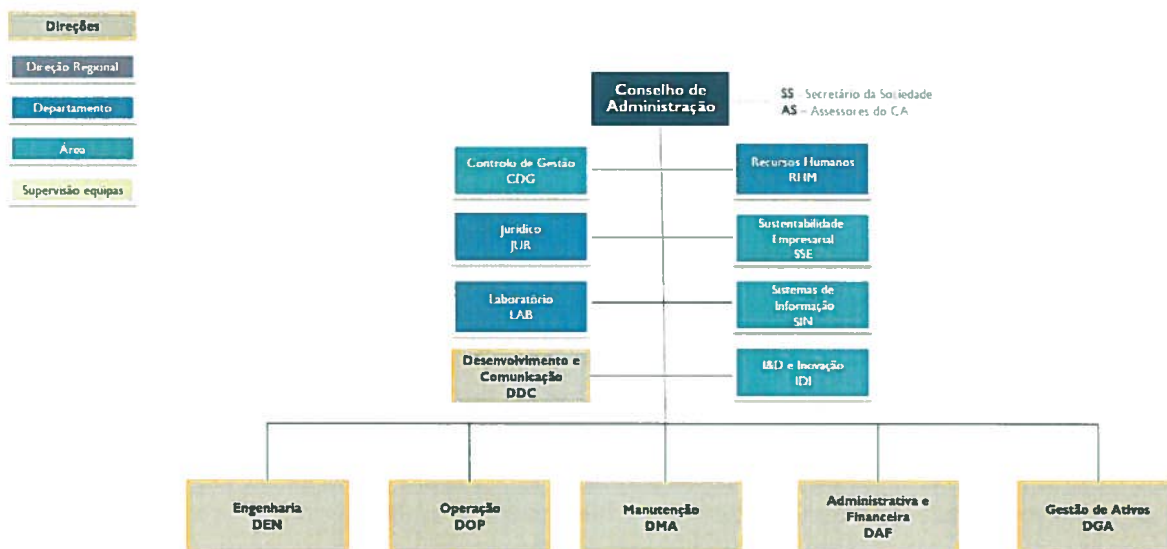 Direções
Direção Regional
Departamento
Área
Supervisão equipas
Conselho de
Administração
SS - Secretário da Sociedade
AS – Assessores do CA
Controlo de Gestão
CDG
Recursos Humanos
RHM
Jurídico
JUR
Sustentabilidade
Empresarial
SSE
Laboratório
LAB
Sistemas de
Informação
SIN
Desenvolvimento e
Comunicação
DDC
I&D e Inovação
IDI
Engenharia
DEN
Operação
DOP
Manutenção
DMA
Administrativa e
Financeira
DAF
Gestão de Ativos
DGA